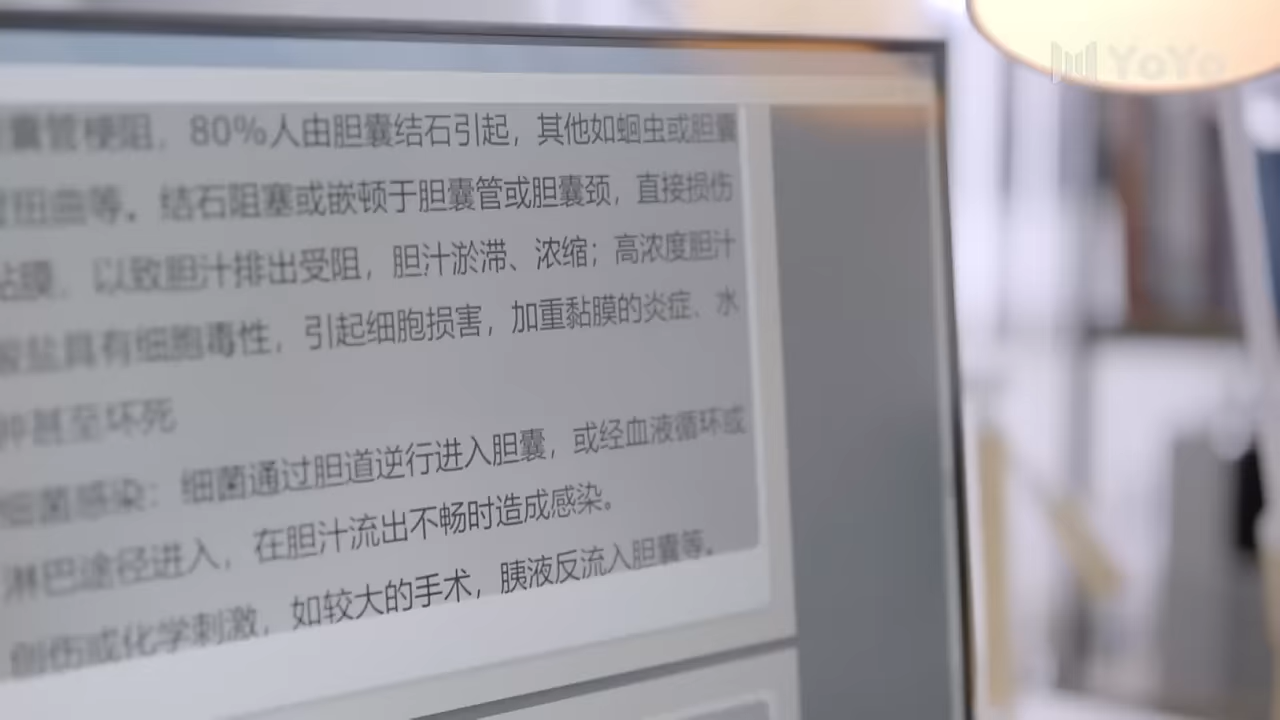 YoYo
囊管梗阻，80%人由胆囊结石引起，其他如蛔虫或胆囊
管扭曲等。结石阻塞或嵌顿于胆囊管或胆囊颈，直接损伤
粘膜，以致胆汁排出受阻，胆汁淤滞、浓缩；高浓度胆汁
酸盐具有细胞毒性，引起细胞损害，加重黏膜的炎症、水
肿甚至坏死
细菌感染：细菌通过胆道逆行进入胆囊，或经血液循环或
淋巴途径进入，在胆汁流出不畅时造成感染。
创伤或化学刺激，如较大的手术，胰液反流入胆囊等。